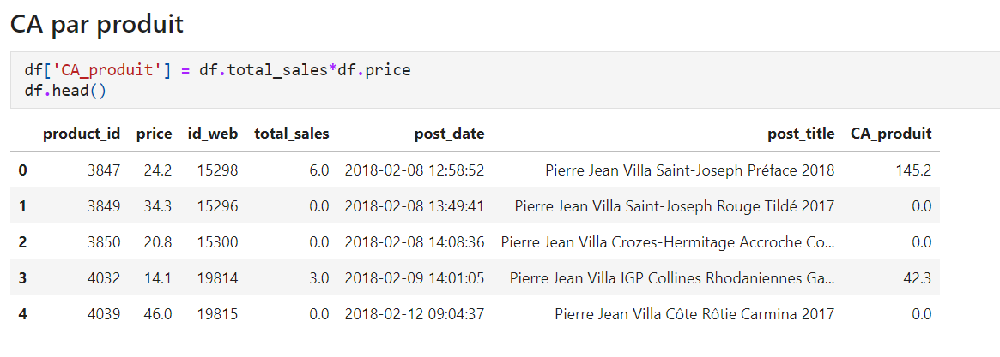 CA par produit
df['CA_produit'] = df.total_sales*df.price
df.head()
product_id price id_web total_sales post_date post_title CA_produit
0 3847 24.2 15298 6.0 2018-02-08 12:58:52 Pierre Jean Villa Saint-Joseph Préface 2018 145.2
1 3849 34.3 15296 0.0 2018-02-08 13:49:41 Pierre Jean Villa Saint-Joseph Rouge Tildé 2017 0.0
2 3850 20.8 15300 0.0 2018-02-08 14:08:36 Pierre Jean Villa Crozes-Hermitage Accroche Co... 0.0
3 4032 14.1 19814 3.0 2018-02-09 14:01:05 Pierre Jean Villa IGP Collines Rhodaniennes Ga... 42.3
4 4039 46.0 19815 0.0 2018-02-12 09:04:37 Pierre Jean Villa Côte Rôtie Carmina 2017 0.0